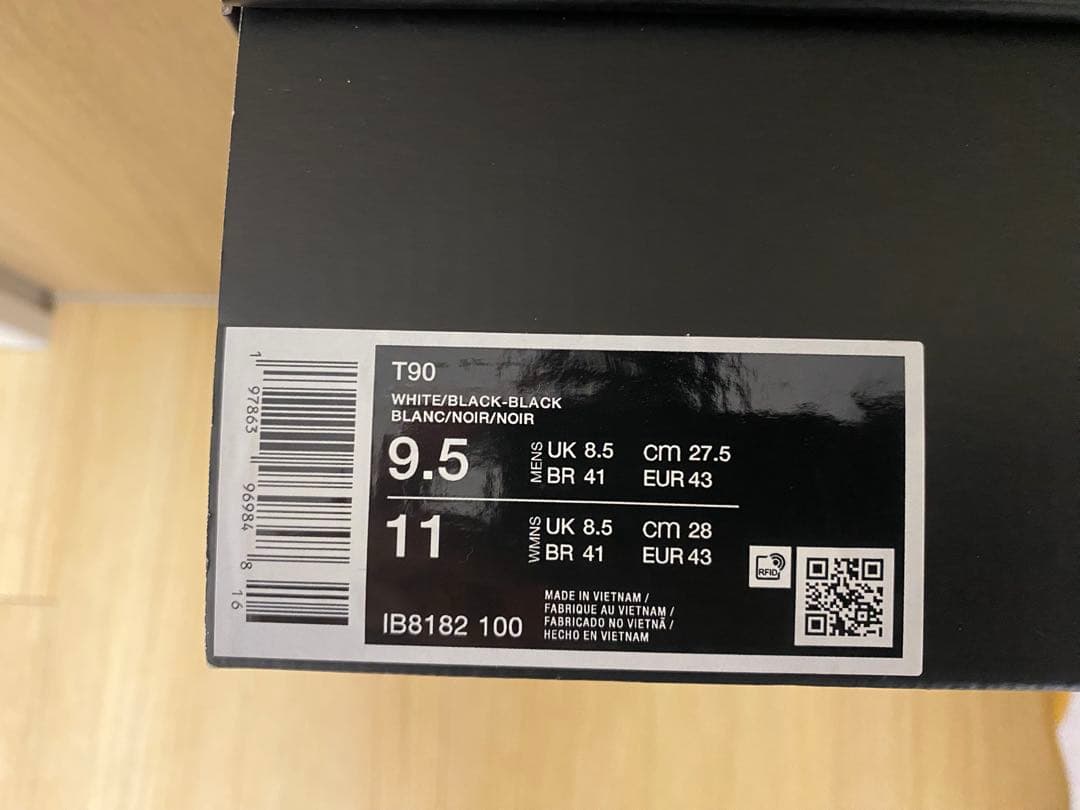 T90
WHITE/BLACK-BLACK
BLANC/NOIR/NOIR
9.5 MENS UK 8.5 cm 27.5
BR 41 EUR 43
11 WMNS UK 8.5 cm 28
BR 41 EUR 43
RFID
IB8182 100
MADE IN VIETNAM /
FABRIQUE AU VIETNAM /
FABRICADO NO VIETNÃ /
HECHO EN VIETNAM
1 97863 96984 8 16